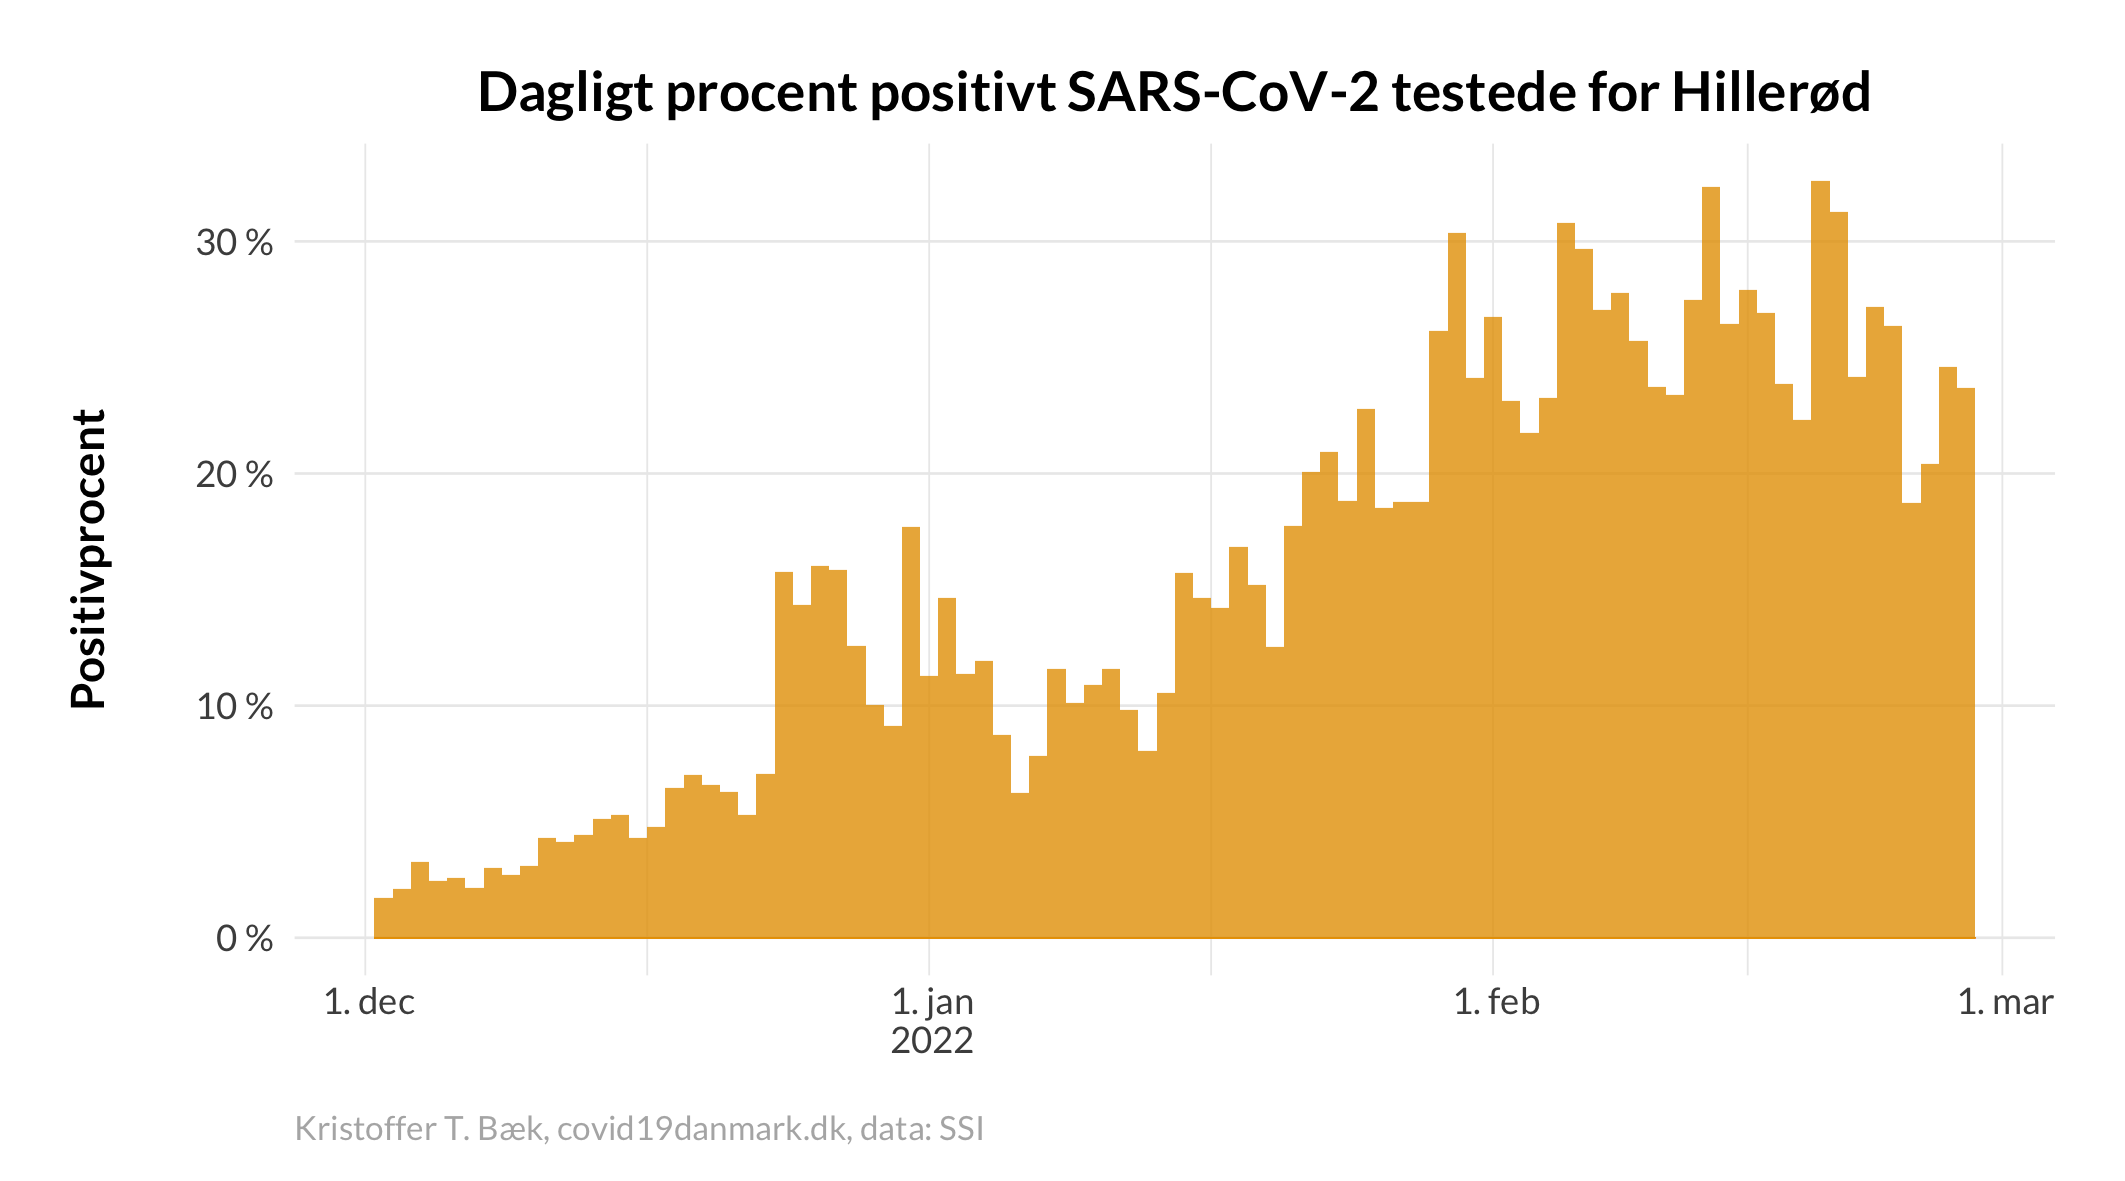 Dagligt procent positivt SARS-CoV-2 testede for Hillerød
Positivprocent
30 %
20 %
10 %
0 %
1. dec
1. jan
2022
1. feb
1. mar
Kristoffer T. Bæk, covid19danmark.dk, data: SSI